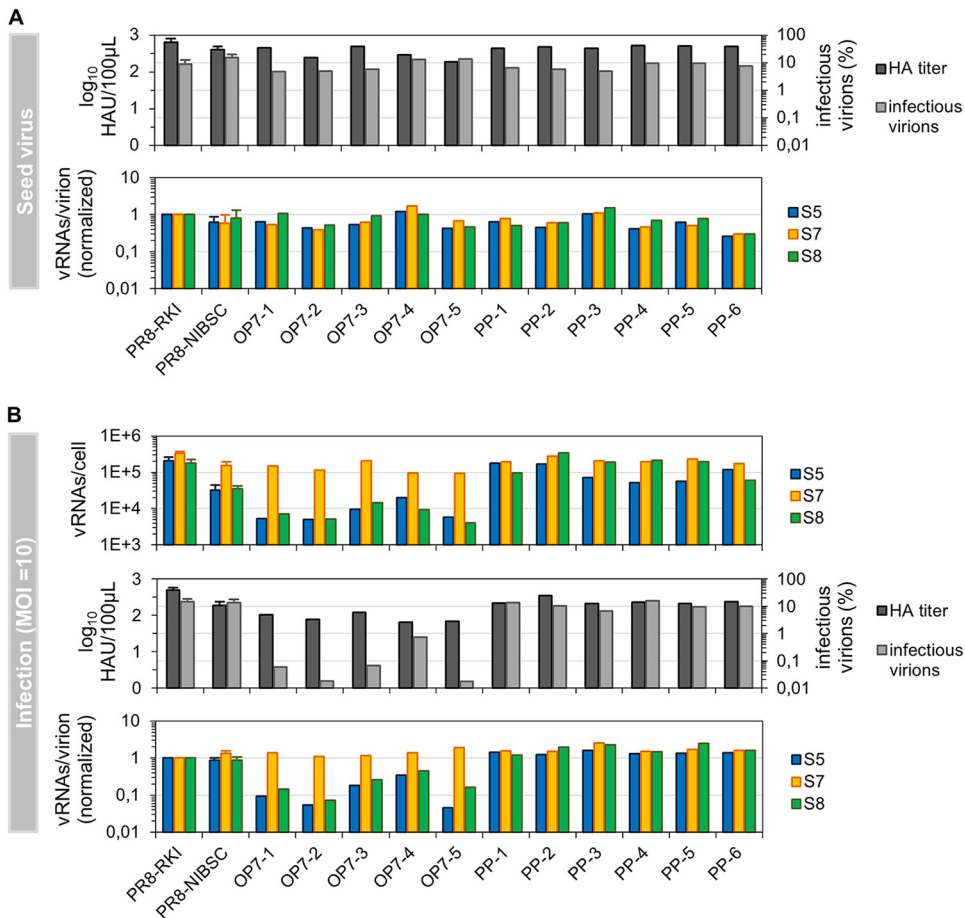 A
Seed virus
log10
HAU/100µL
3
2
1
0
100
10
1
0,1
0,01
infectious
virions (%)
HA titer
infectious
virions
vRNAs/virion
(normalized)
10
1
0,1
0,01
S5
S7
S8
PR8-RKI
PR8-NIBSC
OP7-1
OP7-2
OP7-3
OP7-4
OP7-5
PP-1
PP-2
PP-3
PP-4
PP-5
PP-6
B
Infection (MOI =10)
vRNAs/cell
1E+6
1E+5
1E+4
1E+3
S5
S7
S8
log10
HAU/100µL
3
2
1
0
100
10
1
0,1
0,01
infectious
virions (%)
HA titer
infectious
virions
vRNAs/virion
(normalized)
10
1
0,1
0,01
S5
S7
S8
PR8-RKI
PR8-NIBSC
OP7-1
OP7-2
OP7-3
OP7-4
OP7-5
PP-1
PP-2
PP-3
PP-4
PP-5
PP-6